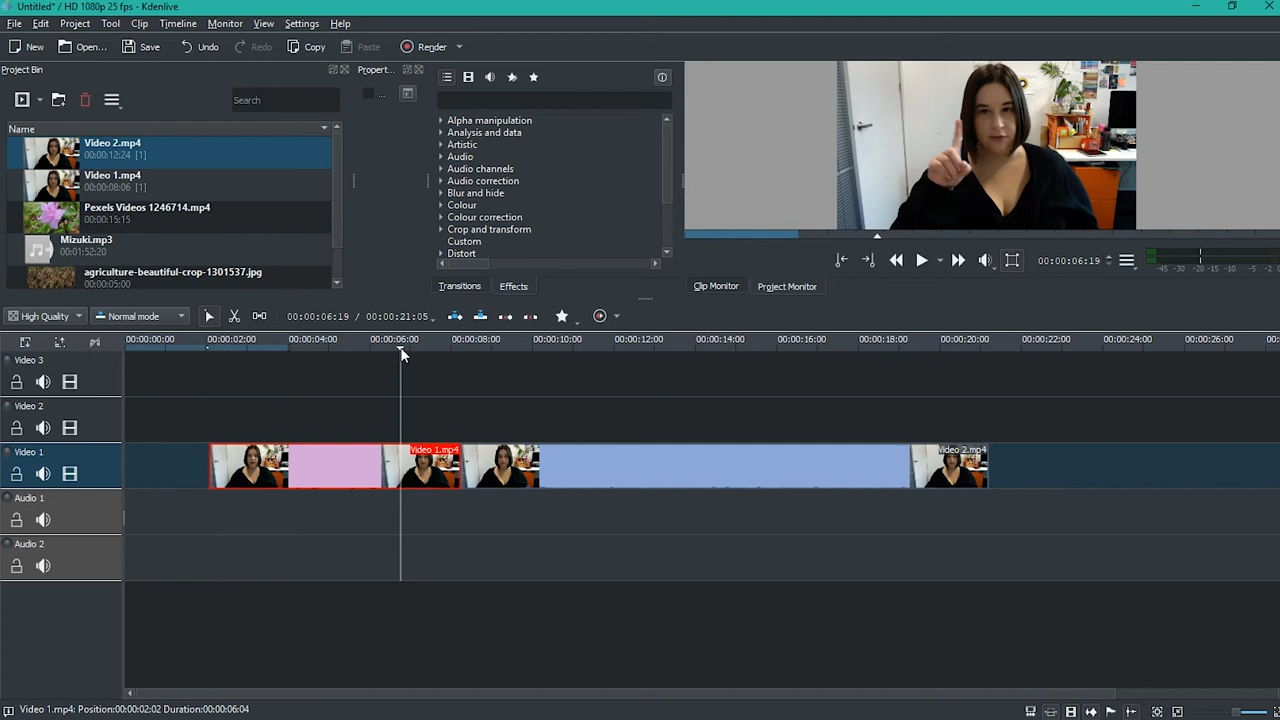 Untitled* / HD 1080p 25 fps - Kdenlive
File Edit Project Tool Clip Timeline Monitor View Settings Help
New Open... Save Undo Redo Copy Paste Render
Project Bin
Propert...
Search
...
Name
Video 2.mp4
00:00:12:24 [1]
Video 1.mp4
00:00:08:06 [1]
Pexels Videos 1246714.mp4
00:00:15:15
Mizuki.mp3
00:01:52:20
agriculture-beautiful-crop-1301537.jpg
00:00:05:00
Alpha manipulation
Analysis and data
Artistic
Audio
Audio channels
Audio correction
Blur and hide
Colour
Colour correction
Crop and transform
Custom
Distort
Transitions Effects
00:00:06:19
-45 -30 -20 -15 -10 -5 -2 0
Clip Monitor Project Monitor
High Quality Normal mode 00:00:06:19 / 00:00:21:05
00:00:00:00 00:00:02:00 00:00:04:00 00:00:06:00 00:00:08:00 00:00:10:00 00:00:12:00 00:00:14:00 00:00:16:00 00:00:18:00 00:00:20:00 00:00:22:00 00:00:24:00 00:00:26:00 00:
Video 3
Video 2
Video 1
Video 1.mp4 Video 2.mp4
Audio 1
Audio 2
Video 1.mp4: Position:00:00:02:02 Duration:00:00:06:04